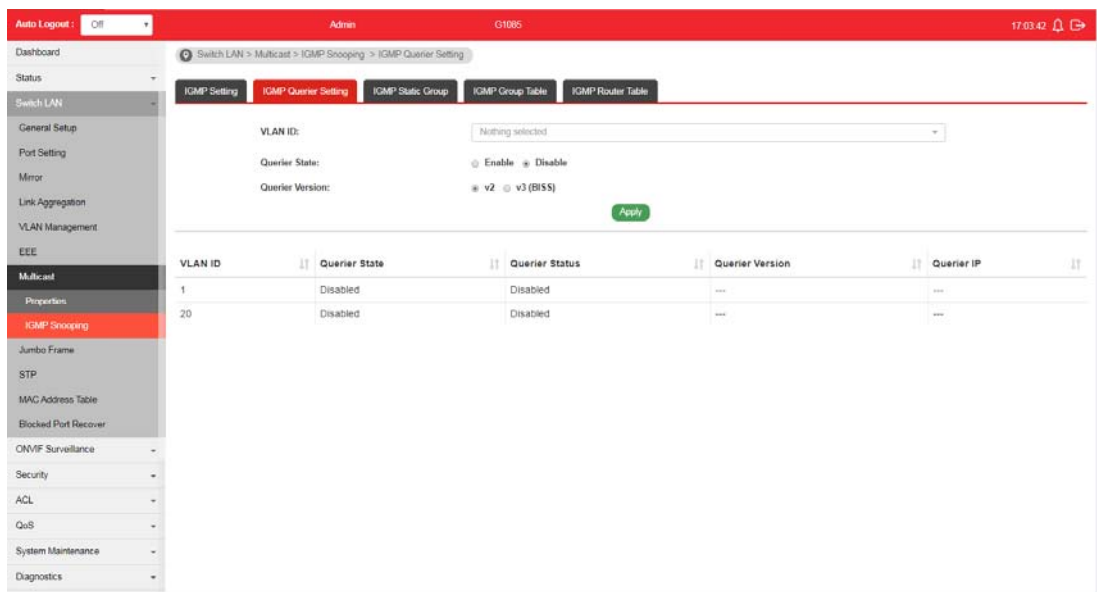 Auto Logout : Off Admin G1085 17:03:42
Dashboard
Status
Switch LAN
General Setup
Port Setting
Mirror
Link Aggregation
VLAN Management
EEE
Multicast
Properties
IGMP Snooping
Jumbo Frame
STP
MAC Address Table
Blocked Port Recover
ONVIF Surveillance
Security
ACL
QoS
System Maintenance
Diagnostics
Switch LAN > Multicast > IGMP Snooping > IGMP Querier Setting
IGMP Setting IGMP Querier Setting IGMP Static Group IGMP Group Table IGMP Router Table
VLAN ID: Nothing selected
Querier State: Enable Disable
Querier Version: v2 v3 (BISS)
Apply
VLAN ID Querier State Querier Status Querier Version Querier IP
1 Disabled Disabled --- ---
20 Disabled Disabled --- ---